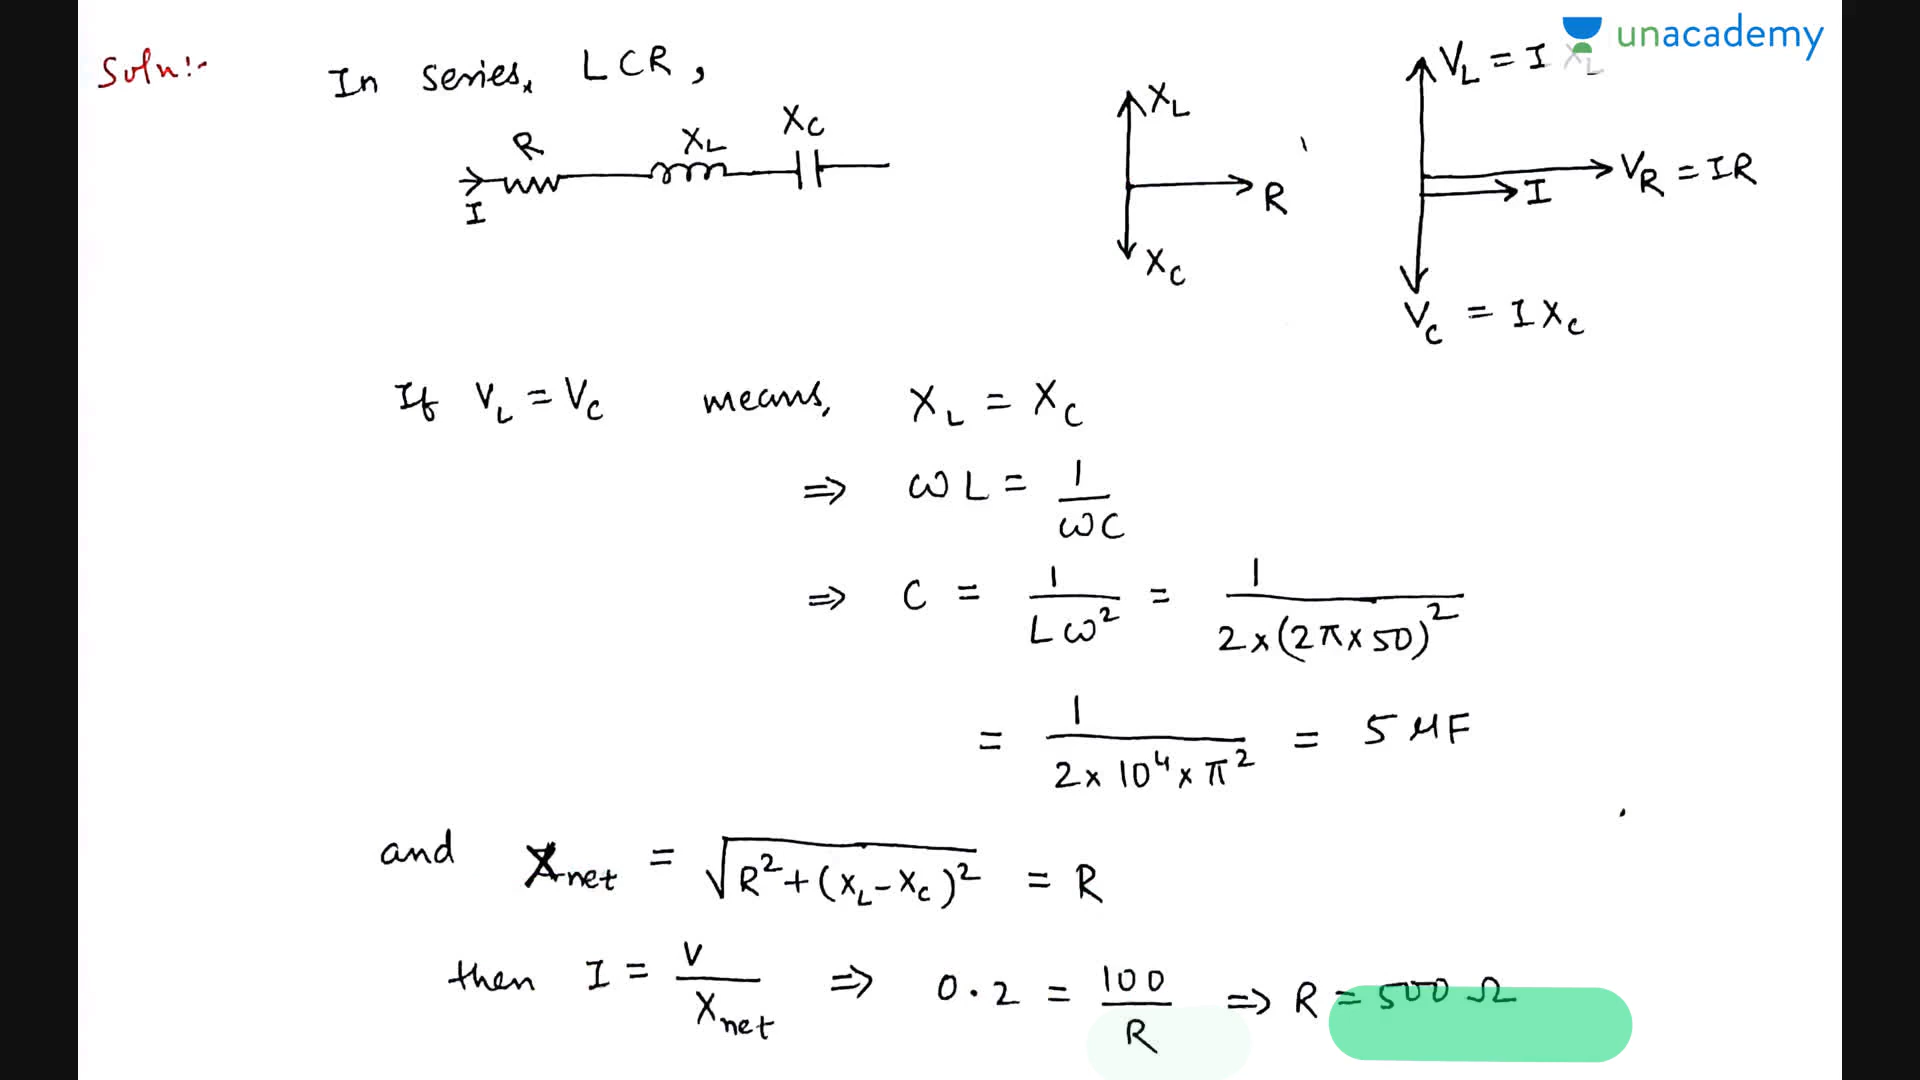 unacademy
Soln:-
In series, LCR,
R
X_L
X_C
I
X_L
R
X_C
V_L = I X_L
V_R = IR
I
V_C = I X_C
If V_L = V_C means, X_L = X_C
⇒ ωL = 1/ωC
⇒ C = 1/Lω² = 1/2×(2π×50)²
= 1/2×10⁴×π² = 5 μF
and X_net = √R²+(X_L-X_C)² = R
then I = V/X_net ⇒ 0.2 = 100/R ⇒ R = 500 Ω